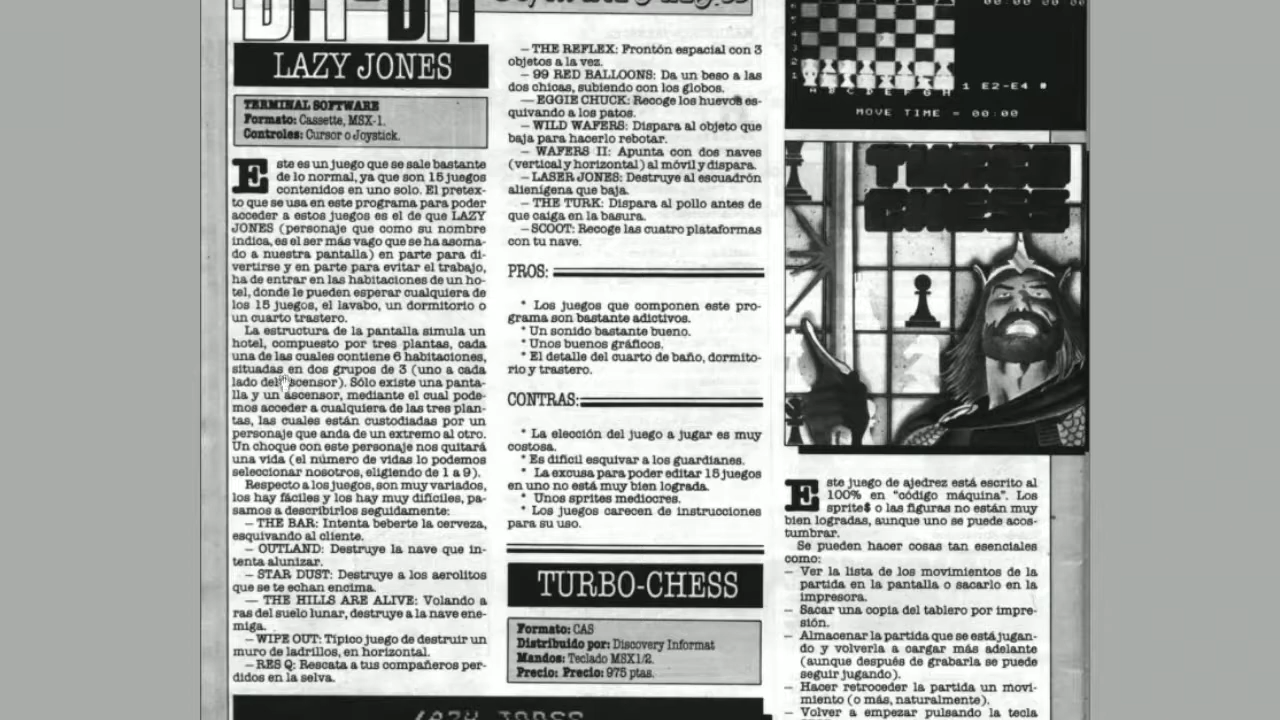 LAZY JONES
TERMINAL SOFTWARE
Formato: Cassette, MSX-1.
Controles: Cursor o Joystick.
Este es un juego que se sale bastante
de lo normal, ya que son 15 juegos
contenidos en uno solo. El pretex-
to que se usa en este programa para poder
acceder a estos juegos es el de que LAZY
JONES (personaje que como su nombre
indica, es el ser más vago que se ha asoma-
do a nuestra pantalla) en parte para di-
vertirse y en parte para evitar el trabajo,
ha de entrar en las habitaciones de un ho-
tel, donde le pueden esperar cualquiera de
los 15 juegos, el lavabo, un dormitorio o
un cuarto trastero.
La estructura de la pantalla simula un
hotel, compuesto por tres plantas, cada
una de las cuales contiene 6 habitaciones,
situadas en dos grupos de 3 (uno a cada
lado del ascensor). Sólo existe una panta-
lla y un ascensor, mediante el cual pode-
mos acceder a cualquiera de las tres plan-
tas, las cuales están custodiadas por un
personaje que anda de un extremo al otro.
Un choque con este personaje nos quitará
una vida (el número de vidas lo podemos
seleccionar nosotros, eligiendo de 1 a 9).
Respecto a los juegos, son muy variados,
los hay fáciles y los hay muy difíciles, pa-
samos a describirlos seguidamente:
— THE BAR: Intenta beberte la cerveza,
esquivando al cliente.
— OUTLAND: Destruye la nave que in-
tenta alunizar.
— STAR DUST: Destruye a los aerolitos
que se te echan encima.
— THE HILLS ARE ALIVE: Volando a
ras del suelo lunar, destruye a la nave ene-
miga.
— WIPE OUT: Típico juego de destruir un
muro de ladrillos, en horizontal.
— RES Q: Rescata a tus compañeros per-
didos en la selva.
LAZY JONES
— THE REFLEX: Frontón espacial con 3
objetos a la vez.
— 99 RED BALLOONS: Da un beso a las
dos chicas, subiendo con los globos.
— EGGIE CHUCK: Recoge los huevos es-
quivando a los patos.
— WILD WAFERS: Dispara al objeto que
baja para hacerlo rebotar.
— WAFERS II: Apunta con dos naves
(vertical y horizontal) al móvil y dispara.
— LASER JONES: Destruye al escuadrón
alienígena que baja.
— THE TURK: Dispara al pollo antes de
que caiga en la basura.
— SCOOT: Recoge las cuatro plataformas
con tu nave.
PROS:
* Los juegos que componen este pro-
grama son bastante adictivos.
* Un sonido bastante bueno.
* Unos buenos gráficos.
* El detalle del cuarto de baño, dormito-
rio y trastero.
CONTRAS:
* La elección del juego a jugar es muy
costosa.
* Es difícil esquivar a los guardianes.
* La excusa para poder editar 15 juegos
en uno no está muy bien lograda.
* Unos sprites mediocres.
* Los juegos carecen de instrucciones
para su uso.
TURBO-CHESS
Formato: CAS
Distribuido por: Discovery Informat
Mandos: Teclado MSX1/2.
Precio: Precio: 975 ptas.
1 E2-E4
MOVE TIME = 00:00
TURBO
CHESS
Este juego de ajedrez está escrito al
100% en "código máquina". Los
sprite$ o las figuras no están muy
bien logradas, aunque uno se puede acos-
tumbrar.
Se pueden hacer cosas tan esenciales
como:
— Ver la lista de los movimientos de la
partida en la pantalla o sacarlo en la
impresora.
— Sacar una copia del tablero por impre-
sión.
— Almacenar la partida que se está jugan-
do y volverla a cargar más adelante
(aunque después de grabarla se puede
seguir jugando).
— Hacer retroceder la partida un movi-
miento (o más, naturalmente).
— Volver a empezar pulsando la tecla